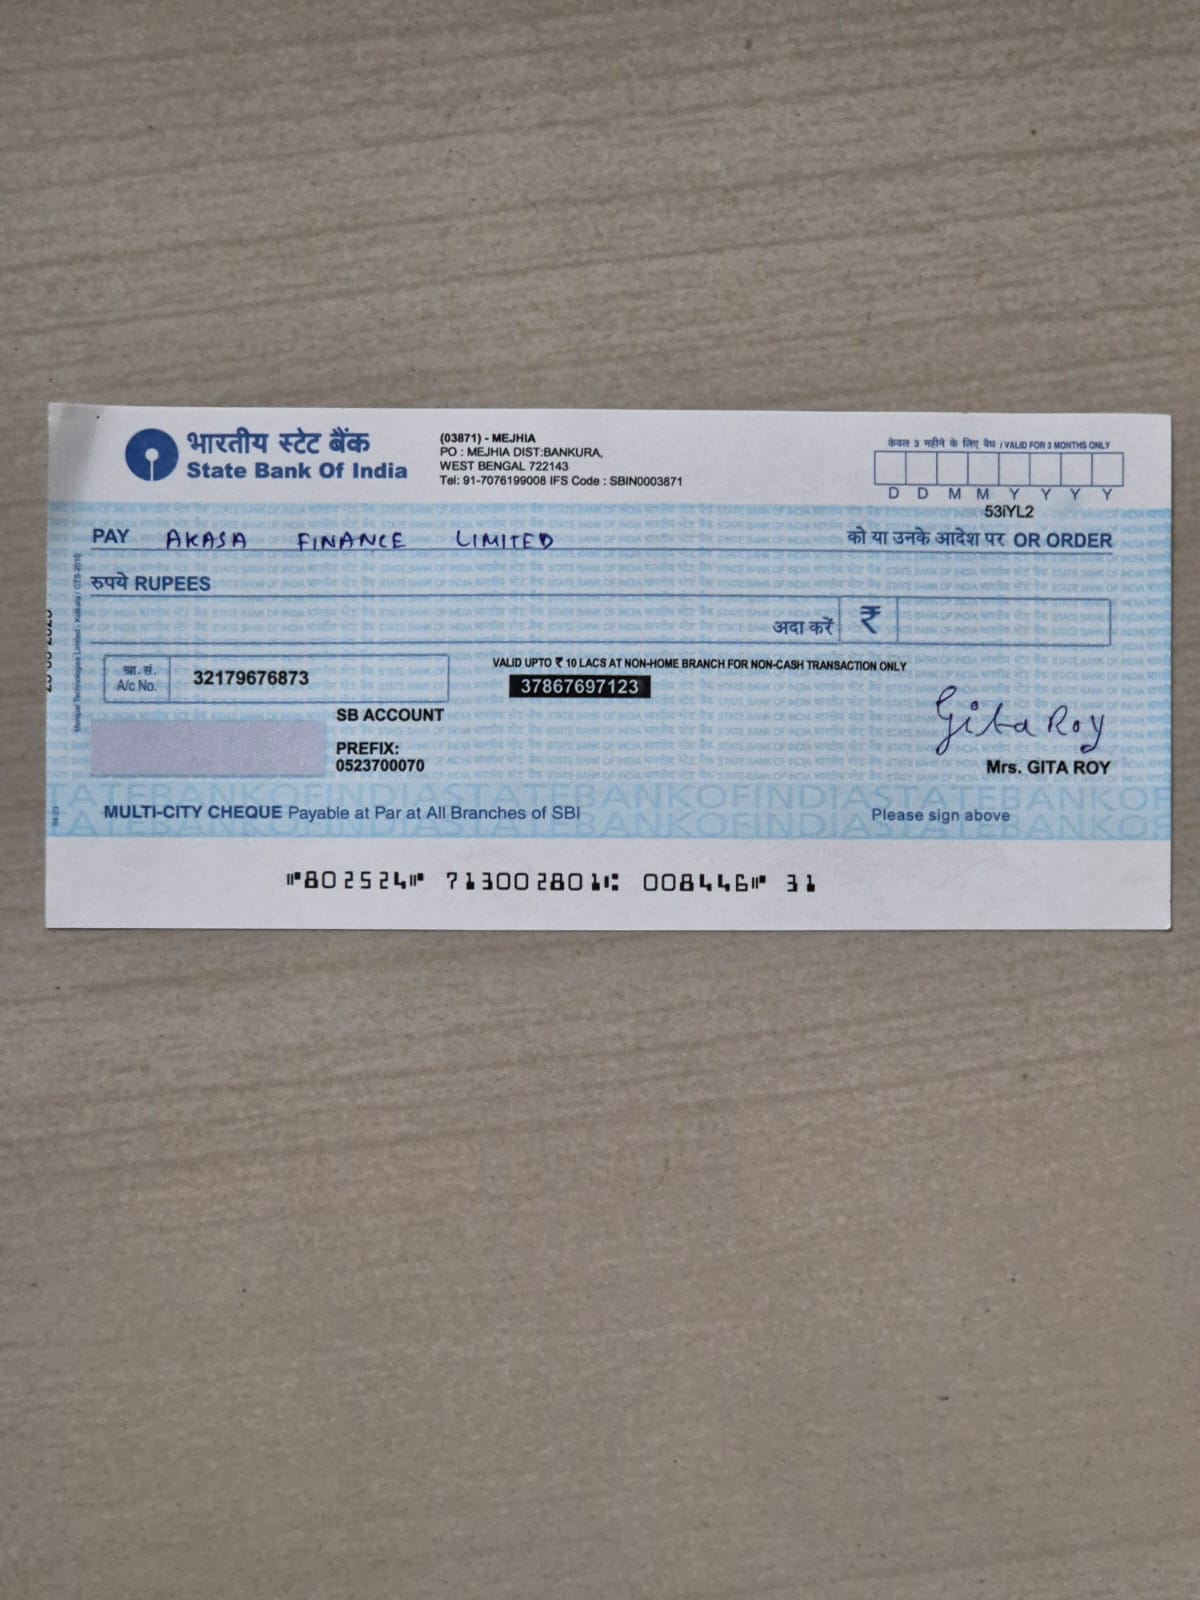 भारतीय स्टेट बैंक
State Bank Of India
(03871) - MEJHIA
PO : MEJHIA DIST:BANKURA,
WEST BENGAL 722143
Tel: 91-7076199008 IFS Code : SBIN0003871
केवल 3 महीने के लिए वैध / VALID FOR 3 MONTHS ONLY
D D M M Y Y Y Y
53iYL2
PAY AKASA FINANCE LIMITED को या उनके आदेश पर OR ORDER
रुपये RUPEES
अदा करें ₹
खा. सं.
A/c No. 32179676873
VALID UPTO ₹ 10 LACS AT NON-HOME BRANCH FOR NON-CASH TRANSACTION ONLY
37867697123
SB ACCOUNT
PREFIX:
0523700070
Gita Roy
Mrs. GITA ROY
MULTI-CITY CHEQUE Payable at Par at All Branches of SBI
Please sign above
⑈802524⑈ 713002801⑆ 008446⑈ 31